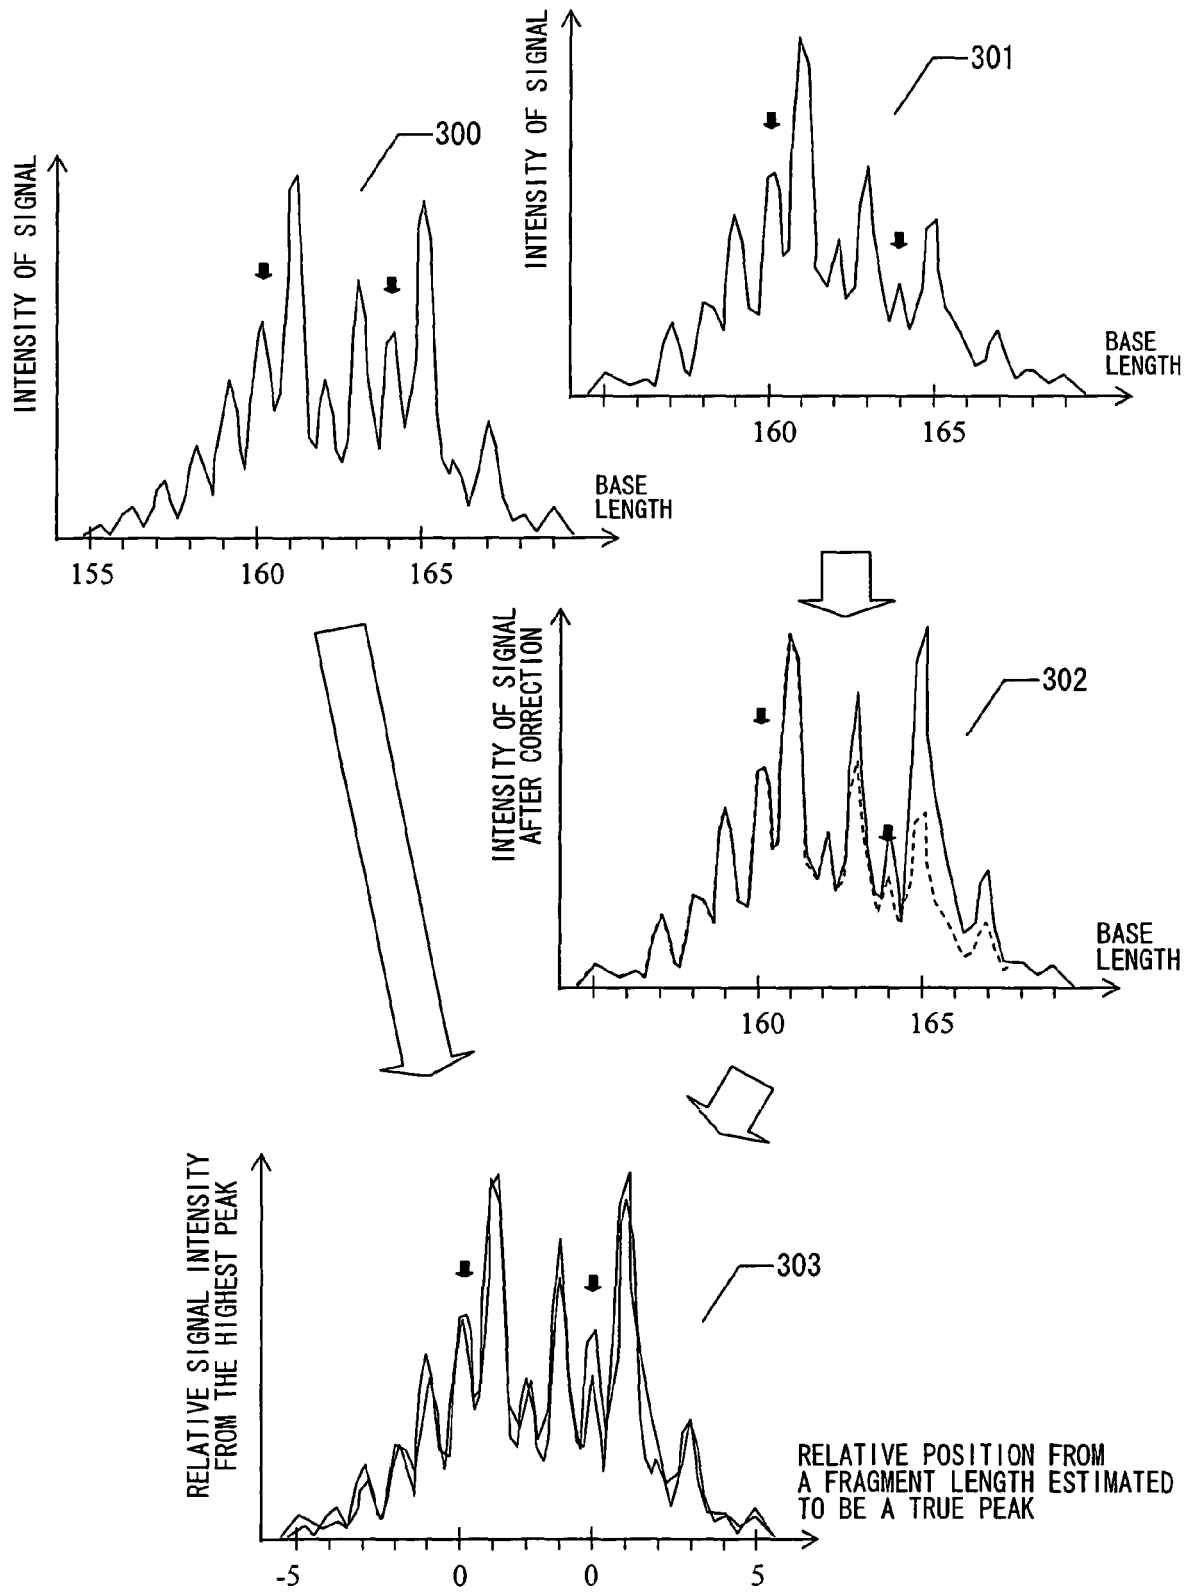 INTENSITY OF SIGNAL
300
BASE
LENGTH
155 160 165
INTENSITY OF SIGNAL
301
BASE
LENGTH
160 165
INTENSITY OF SIGNAL
AFTER CORRECTION
302
BASE
LENGTH
160 165
RELATIVE SIGNAL INTENSITY
FROM THE HIGHEST PEAK
303
RELATIVE POSITION FROM
A FRAGMENT LENGTH ESTIMATED
TO BE A TRUE PEAK
-5 0 0 5